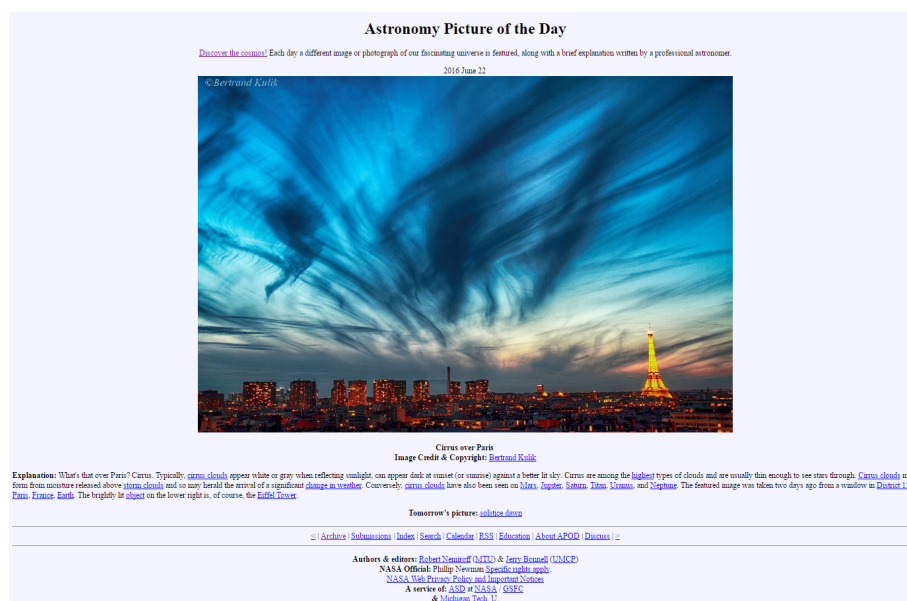 Astronomy Picture of the Day
Discover the cosmos! Each day a different image or photograph of our fascinating universe is featured, along with a brief explanation written by a professional astronomer.
2016 June 22
©Bertrand Kulik
Cirrus over Paris
Image Credit & Copyright: Bertrand Kulik
Explanation: What's that over Paris? Cirrus. Typically, cirrus clouds appear white or gray when reflecting sunlight, can appear dark at sunset (or sunrise) against a better lit sky. Cirrus are among the highest types of clouds and are usually thin enough to see stars through. Cirrus clouds
form from moisture released above storm clouds and so may herald the arrival of a significant change in weather. Conversely, cirrus clouds have also been seen on Mars, Jupiter, Saturn, Titan, Uranus, and Neptune. The featured image was taken two days ago from a window in District
Paris, France, Earth. The brightly lit object on the lower right is, of course, the Eiffel Tower.
Tomorrow's picture: solstice dawn
< | Archive | Submissions | Index | Search | Calendar | RSS | Education | About APOD | Discuss | >
Authors & editors: Robert Nemiroff (MTU) & Jerry Bonnell (UMCP)
NASA Official: Phillip Newman Specific rights apply.
NASA Web Privacy Policy and Important Notices
A service of: ASD at NASA / GSFC
& Michigan Tech. U.